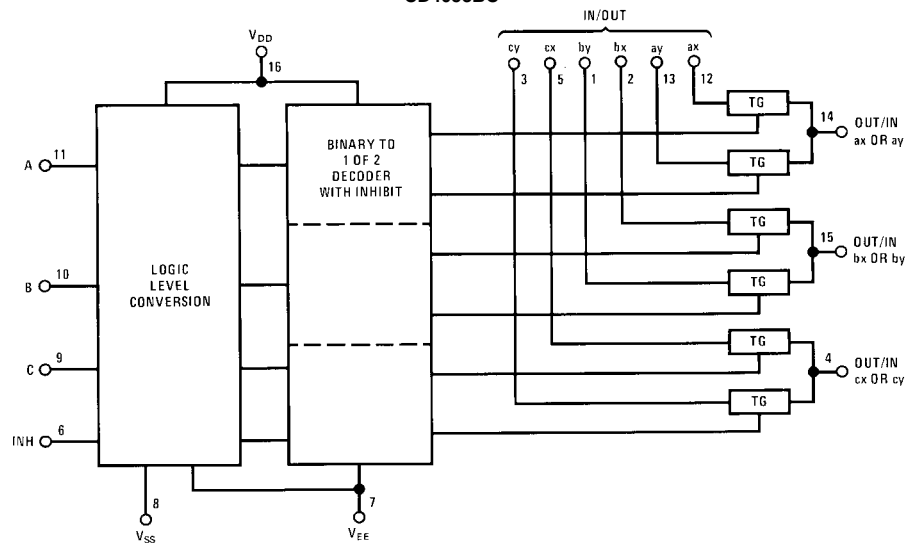 IN/OUT
cy cx by bx ay ax
3 5 1 2 13 12
VDD
16
A 11
B 10
C 9
INH 6
LOGIC
LEVEL
CONVERSION
8
VSS
BINARY TO
1 OF 2
DECODER
WITH INHIBIT
7
VEE
TG
TG
14
OUT/IN
ax OR ay
TG
TG
15
OUT/IN
bx OR by
TG
TG
4
OUT/IN
cx OR cy